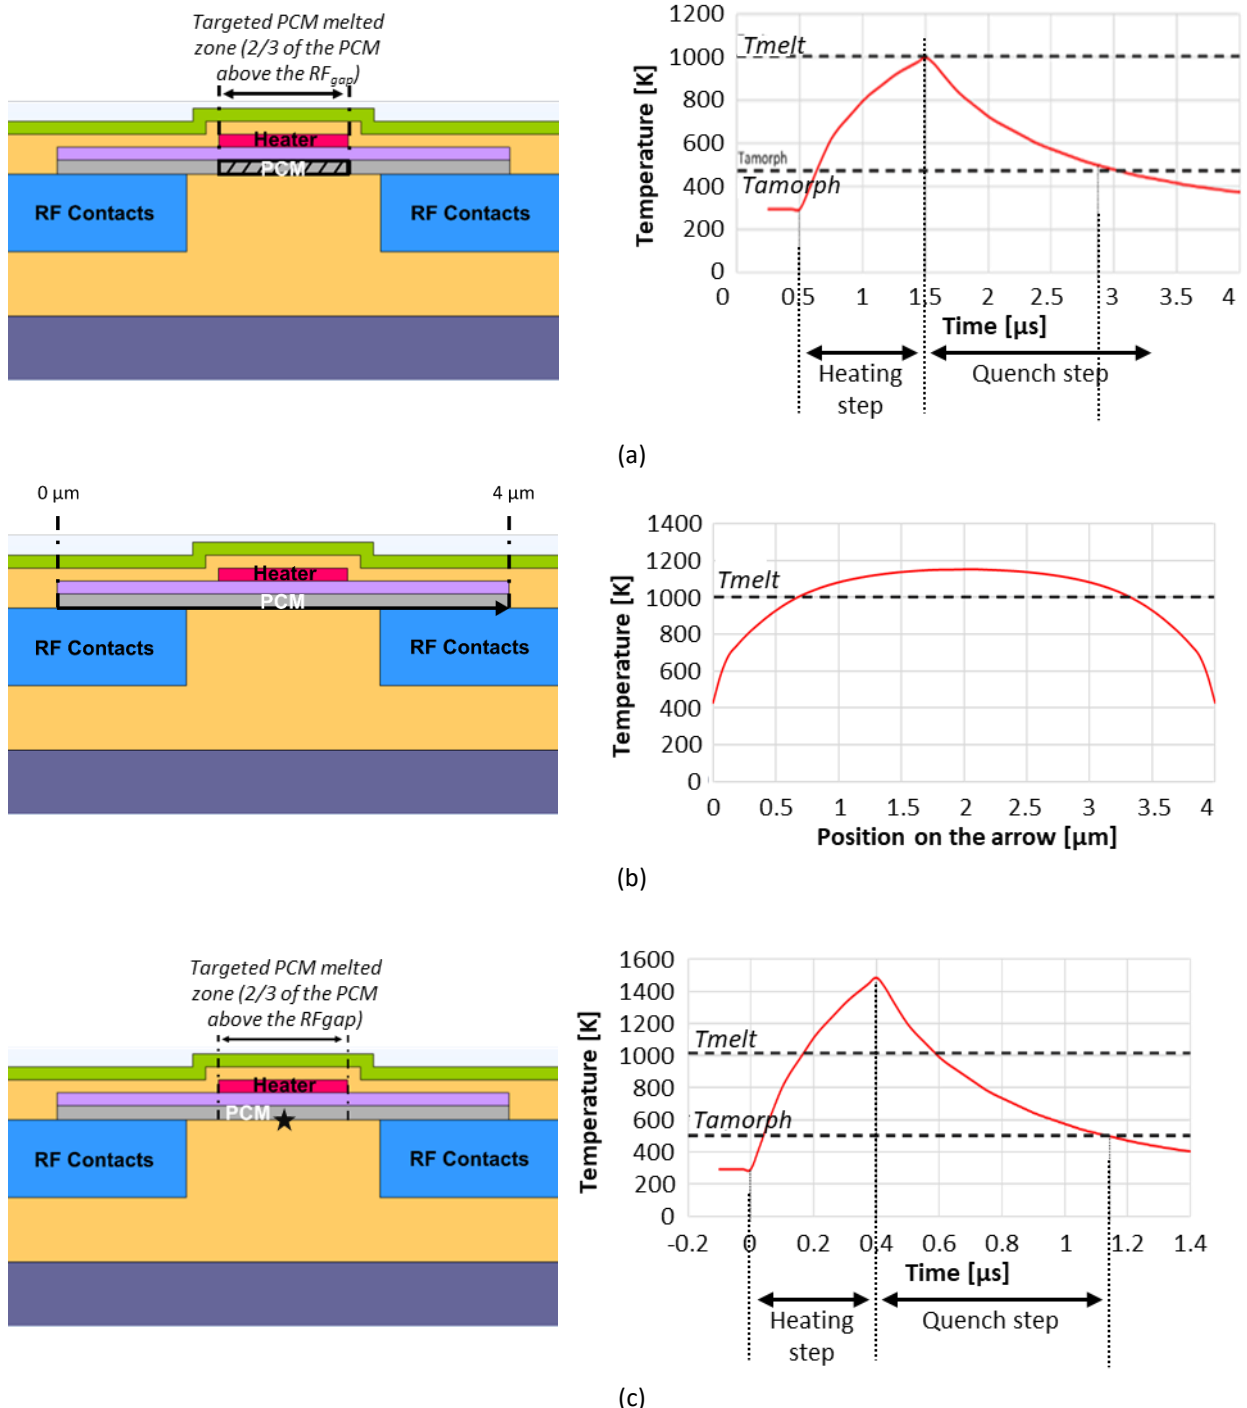 Targeted PCM melted
zone (2/3 of the PCM
above the RFgap)
Heater
PCM
RF Contacts
RF Contacts
1200
1000
800
600
400
200
0
Temperature [K]
Tmelt
Tamorph
Tamorph
0 0.5 1 1.5 2 2.5 3 3.5 4
Time [µs]
Heating
step
Quench step
(a)
0 µm
4 µm
Heater
PCM
RF Contacts
RF Contacts
1400
1200
1000
800
600
400
200
0
Temperature [K]
Tmelt
0 0.5 1 1.5 2 2.5 3 3.5 4
Position on the arrow [µm]
(b)
Targeted PCM melted
zone (2/3 of the PCM
above the RFgap)
Heater
PCM
RF Contacts
RF Contacts
1600
1400
1200
1000
800
600
400
200
0
Temperature [K]
Tmelt
Tamorph
-0.2 0 0.2 0.4 0.6 0.8 1 1.2 1.4
Time [µs]
Heating
step
Quench step
(c)